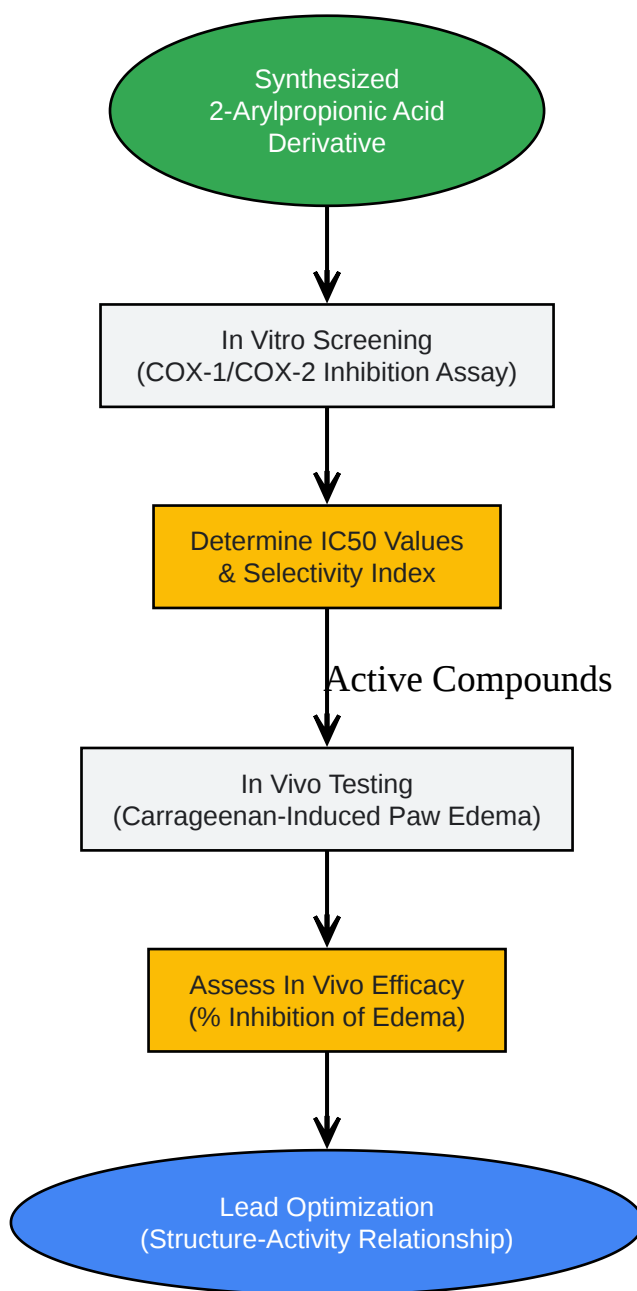 Synthesized
2-Arylpropionic Acid
Derivative
In Vitro Screening
(COX-1/COX-2 Inhibition Assay)
Determine IC50 Values
& Selectivity Index
Active Compounds
In Vivo Testing
(Carrageenan-Induced Paw Edema)
Assess In Vivo Efficacy
(% Inhibition of Edema)
Lead Optimization
(Structure-Activity Relationship)